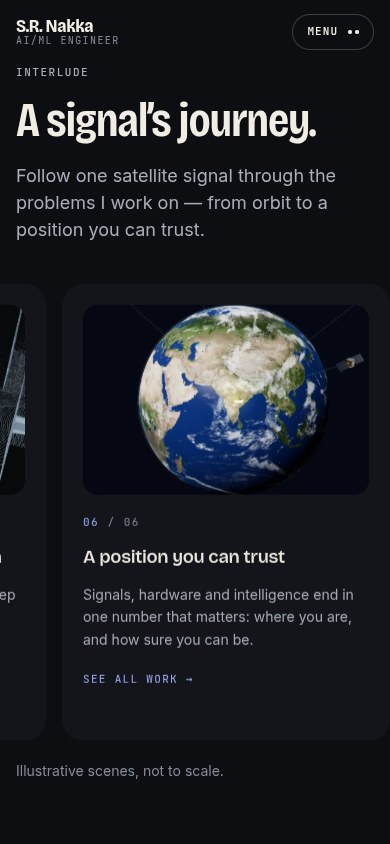 S.R. Nakka
AI/ML ENGINEER
MENU
INTERLUDE
A signal's journey.
Follow one satellite signal through the
problems I work on — from orbit to a
position you can trust.
06 / 06
A position you can trust
Signals, hardware and intelligence end in
one number that matters: where you are,
and how sure you can be.
SEE ALL WORK →
Illustrative scenes, not to scale.